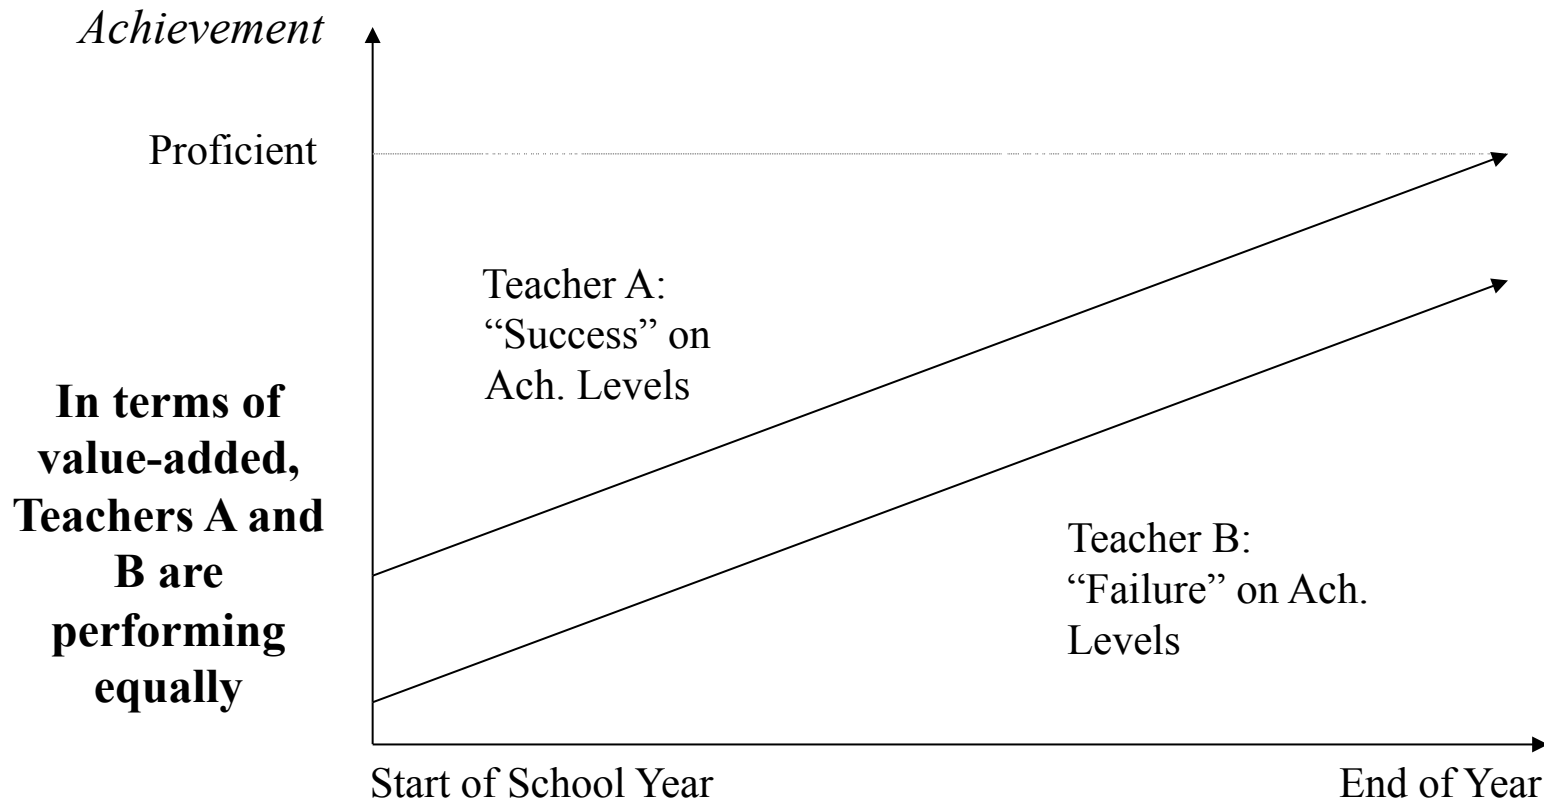 Achievement
Proficient
Teacher A:
“Success” on
Ach. Levels
In terms of
value-added,
Teachers A and
B are
performing
equally
Teacher B:
“Failure” on Ach.
Levels
Start of School Year
End of Year